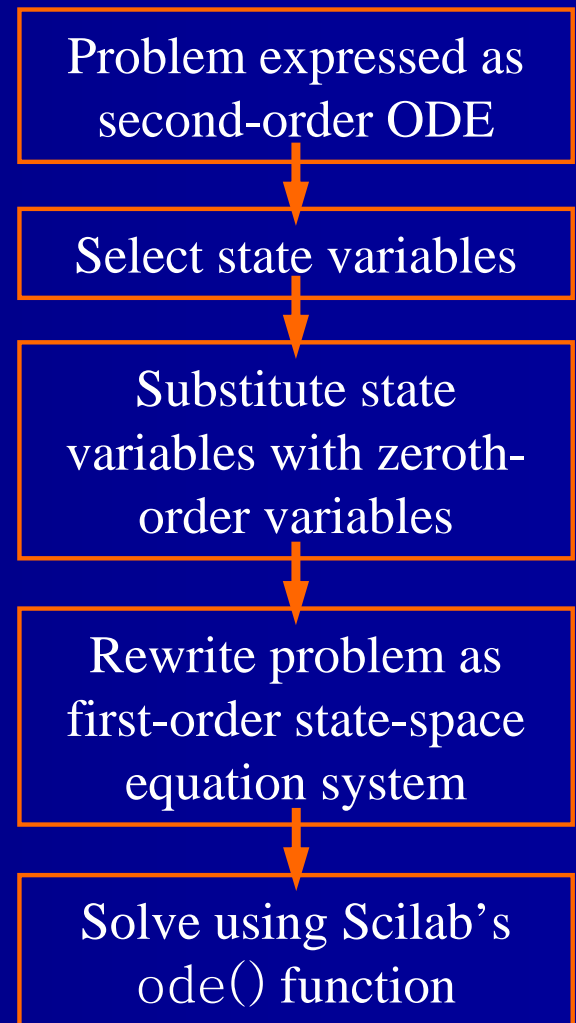 Problem expressed as
second-order ODE
Select state variables
Substitute state
variables with zeroth-
order variables
Rewrite problem as
first-order state-space
equation system
Solve using Scilab’s
ode() function